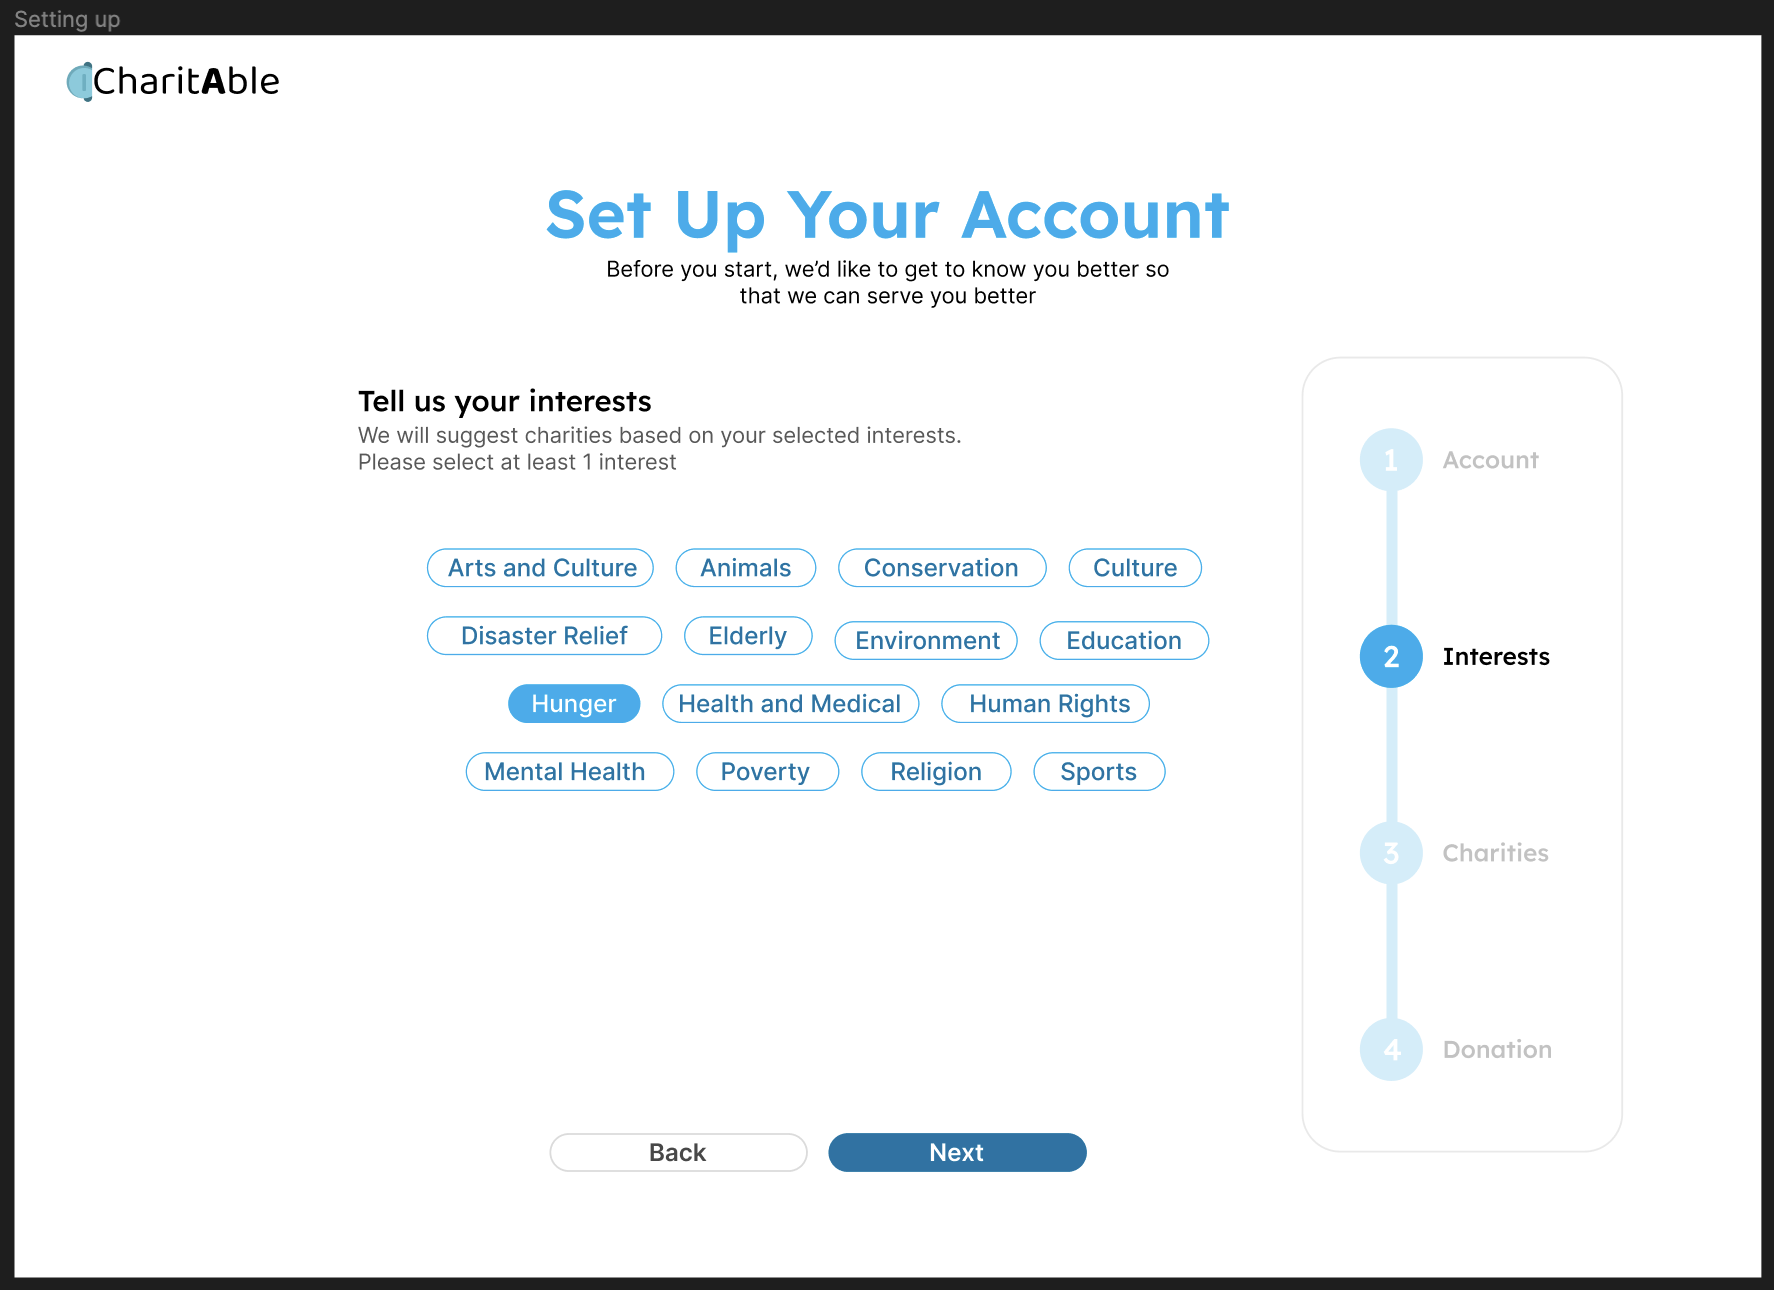 Setting up
CharitAble
Set Up Your Account
Before you start, we’d like to get to know you better so
that we can serve you better
Tell us your interests
We will suggest charities based on your selected interests.
Please select at least 1 interest
Arts and Culture Animals Conservation Culture
Disaster Relief Elderly Environment Education
Hunger Health and Medical Human Rights
Mental Health Poverty Religion Sports
Back Next
1 Account
2 Interests
3 Charities
4 Donation